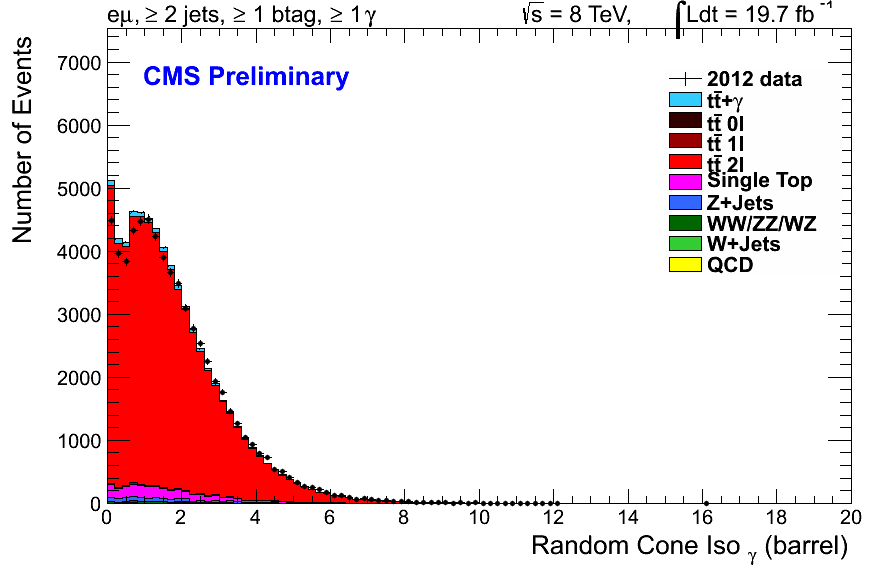 eμ, ≥ 2 jets, ≥ 1 btag, ≥ 1 γ √s = 8 TeV, ∫Ldt = 19.7 fb⁻¹
CMS Preliminary
2012 data
tt̄+γ
tt̄ 0l
tt̄ 1l
tt̄ 2l
Single Top
Z+Jets
WW/ZZ/WZ
W+Jets
QCD
Number of Events
7000
6000
5000
4000
3000
2000
1000
0
0 2 4 6 8 10 12 14 16 18 20
Random Cone Iso γ (barrel)